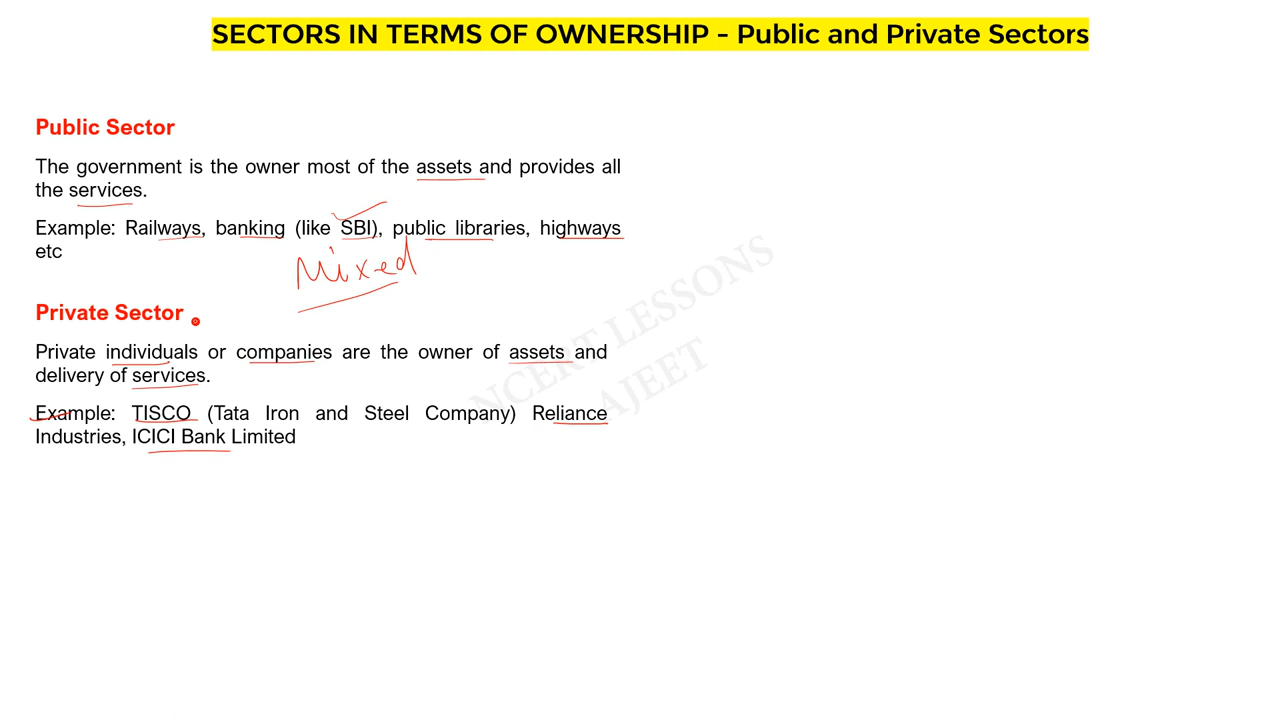 SECTORS IN TERMS OF OWNERSHIP - Public and Private Sectors
Public Sector
The government is the owner most of the assets and provides all
the services.
Example: Railways, banking (like SBI), public libraries, highways
etc
Mixed
Private Sector
Private individuals or companies are the owner of assets and
delivery of services.
Example: TISCO (Tata Iron and Steel Company) Reliance
Industries, ICICI Bank Limited
NCERT LESSONS
AJEET